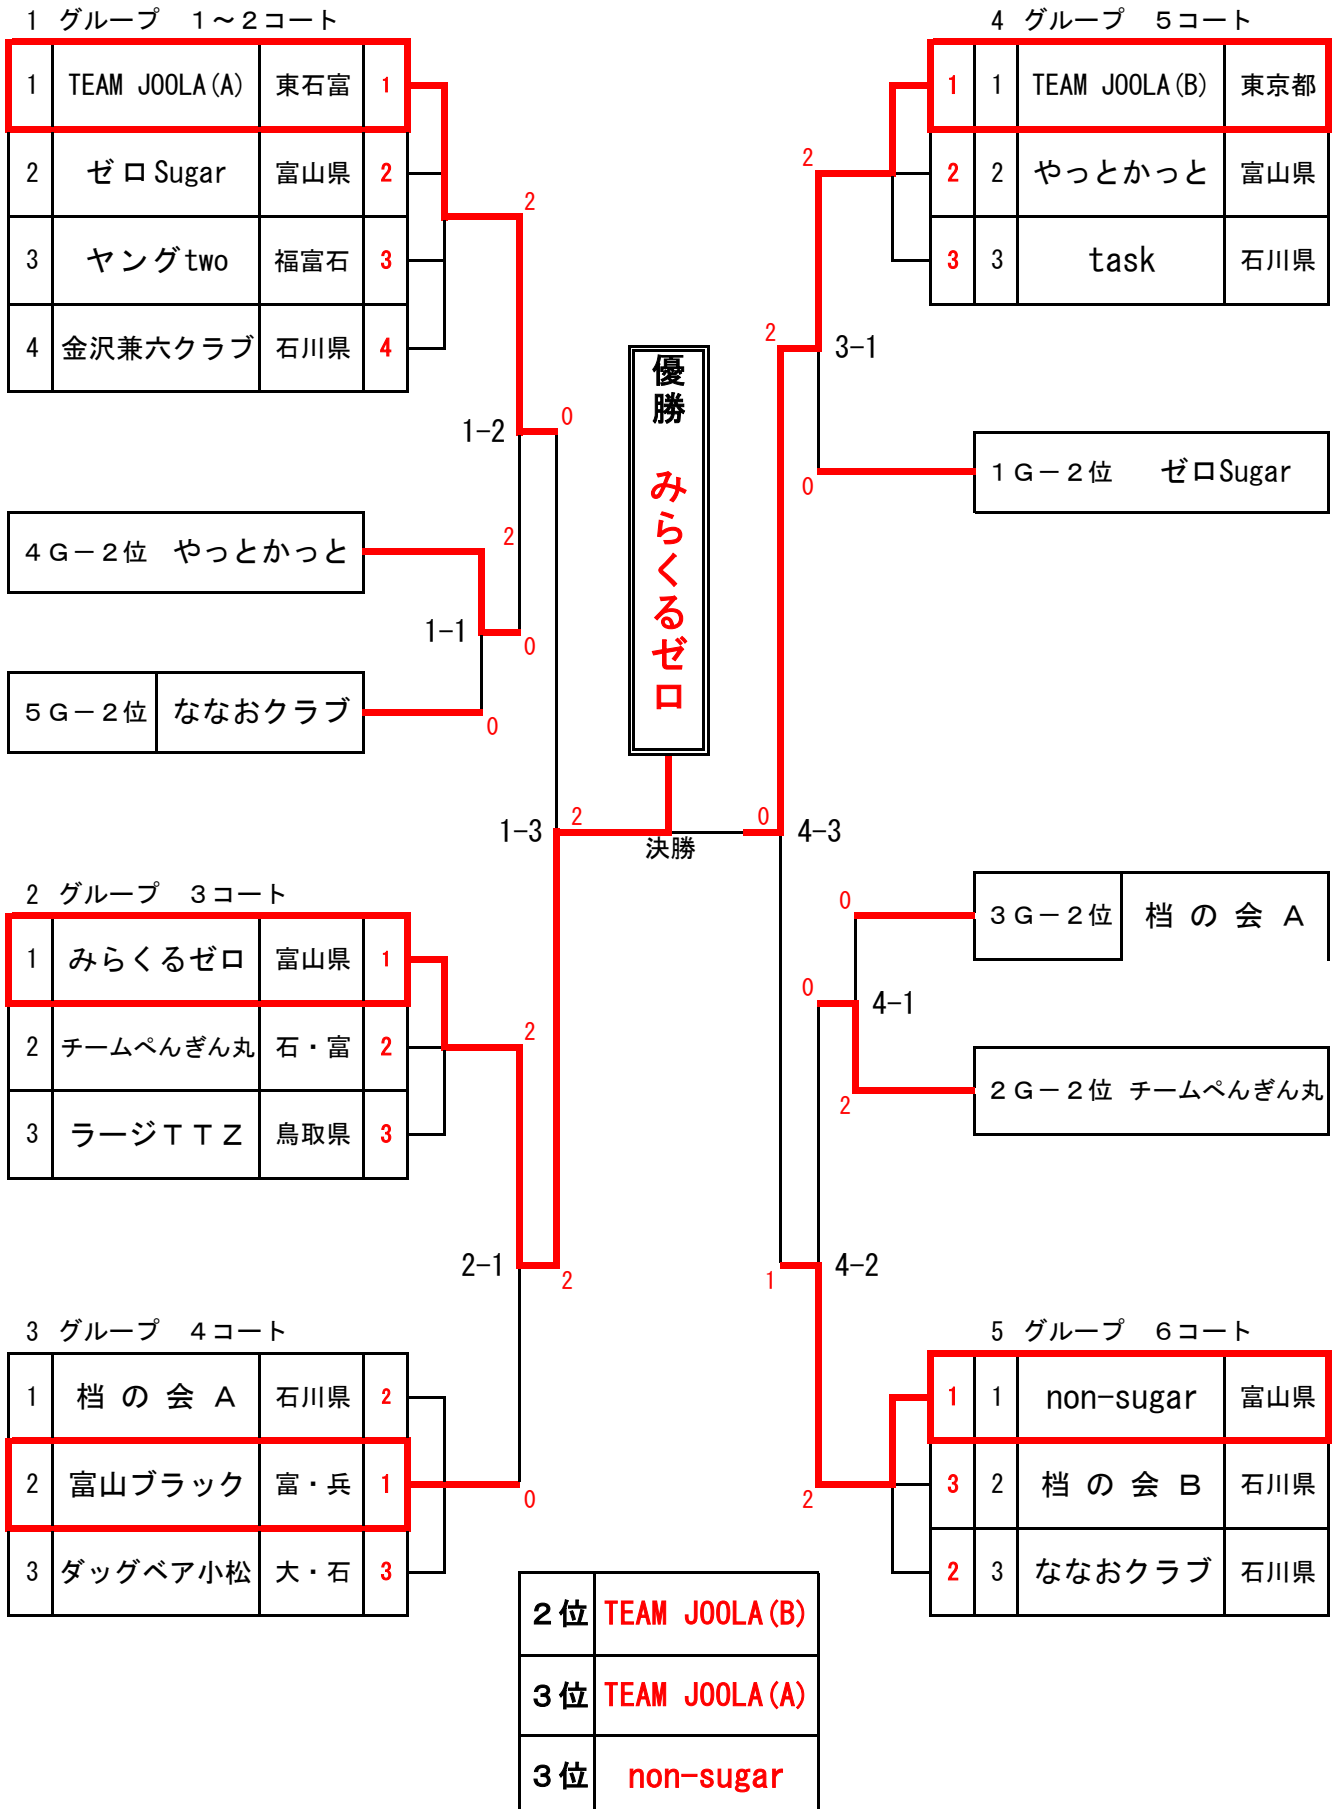 1 グループ　1～2コート
1 TEAM JOOLA(A) 東石富 1
2 ゼロSugar 富山県 2
3 ヤングtwo 福富石 3
4 金沢兼六クラブ 石川県 4
2
1-2
0
4G－2位 やっとかっと
2
1-1
0
5G－2位 ななおクラブ
0
1-3
2
2 グループ　3コート
1 みらくるゼロ 富山県 1
2 チームぺんぎん丸 石・富 2
3 ラージTTZ 鳥取県 3
2
2-1
2
3 グループ　4コート
1 档の会A 石川県 2
2 富山ブラック 富・兵 1
3 ダッグベア小松 大・石 3
0
優勝　みらくるゼロ
決勝
4 グループ　5コート
1 1 TEAM JOOLA(B) 東京都
2 2 やっとかっと 富山県
3 3 task 石川県
2
2
3-1
1G－2位 ゼロSugar
0
0
4-3
0
3G－2位 档の会A
0
4-1
2G－2位 チームぺんぎん丸
2
4-2
1
5 グループ　6コート
1 1 non-sugar 富山県
3 2 档の会B 石川県
2 3 ななおクラブ 石川県
2
2位 TEAM JOOLA(B)
3位 TEAM JOOLA(A)
3位 non-sugar